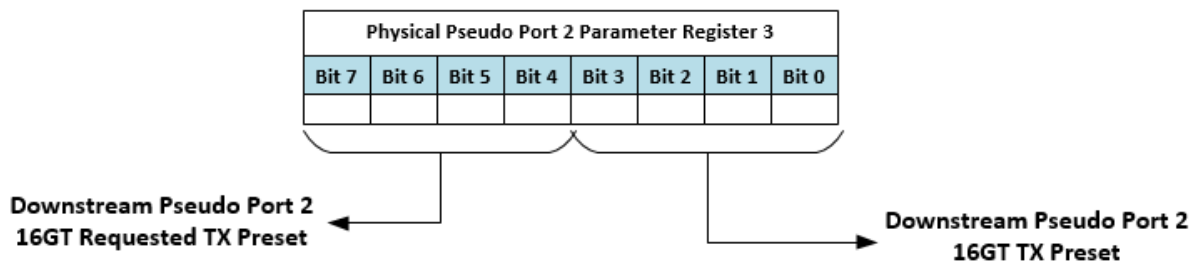 Physical Pseudo Port 2 Parameter Register 3
Bit 7 Bit 6 Bit 5 Bit 4 Bit 3 Bit 2 Bit 1 Bit 0
Downstream Pseudo Port 2
16GT Requested TX Preset
Downstream Pseudo Port 2
16GT TX Preset